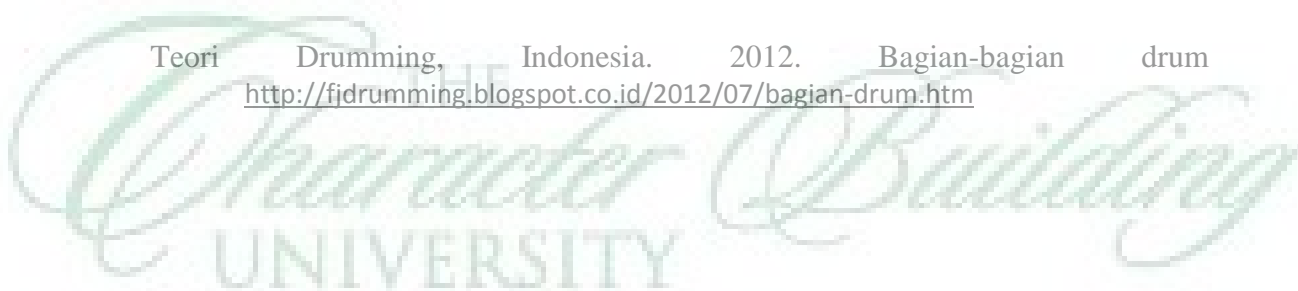 Teori Drumming, Indonesia. 2012. Bagian-bagian drum
http://fjdrumming.blogspot.co.id/2012/07/bagian-drum.htm
THE
Character Building
UNIVERSITY